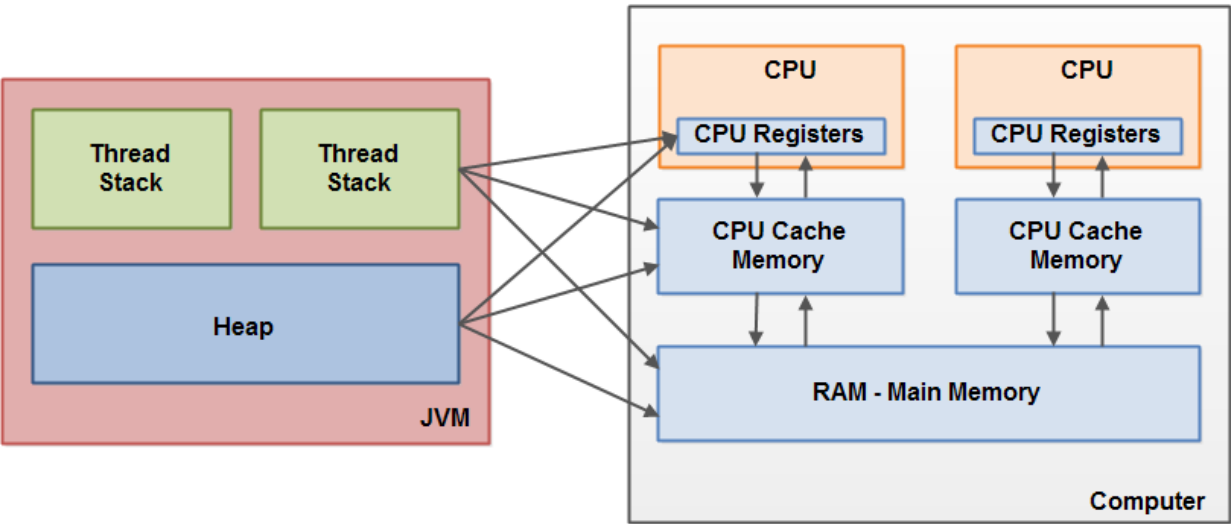 CPU
CPU
CPU Registers
CPU Registers
Thread
Stack
Thread
Stack
CPU Cache
Memory
CPU Cache
Memory
Heap
RAM - Main Memory
JVM
Computer